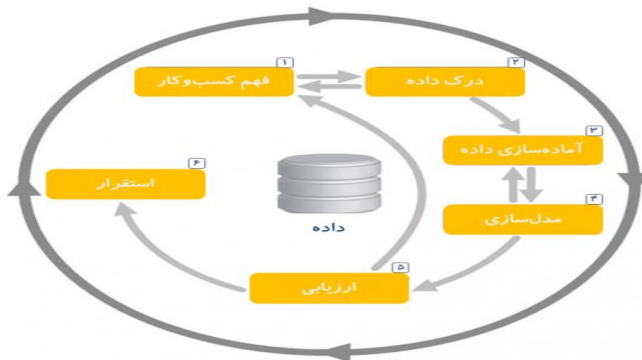 ۱
فهم کسب‌وکار
۲
درک داده
۳
آماده‌سازی داده
۴
مدل‌سازی
۵
ارزیابی
۶
استقرار
داده